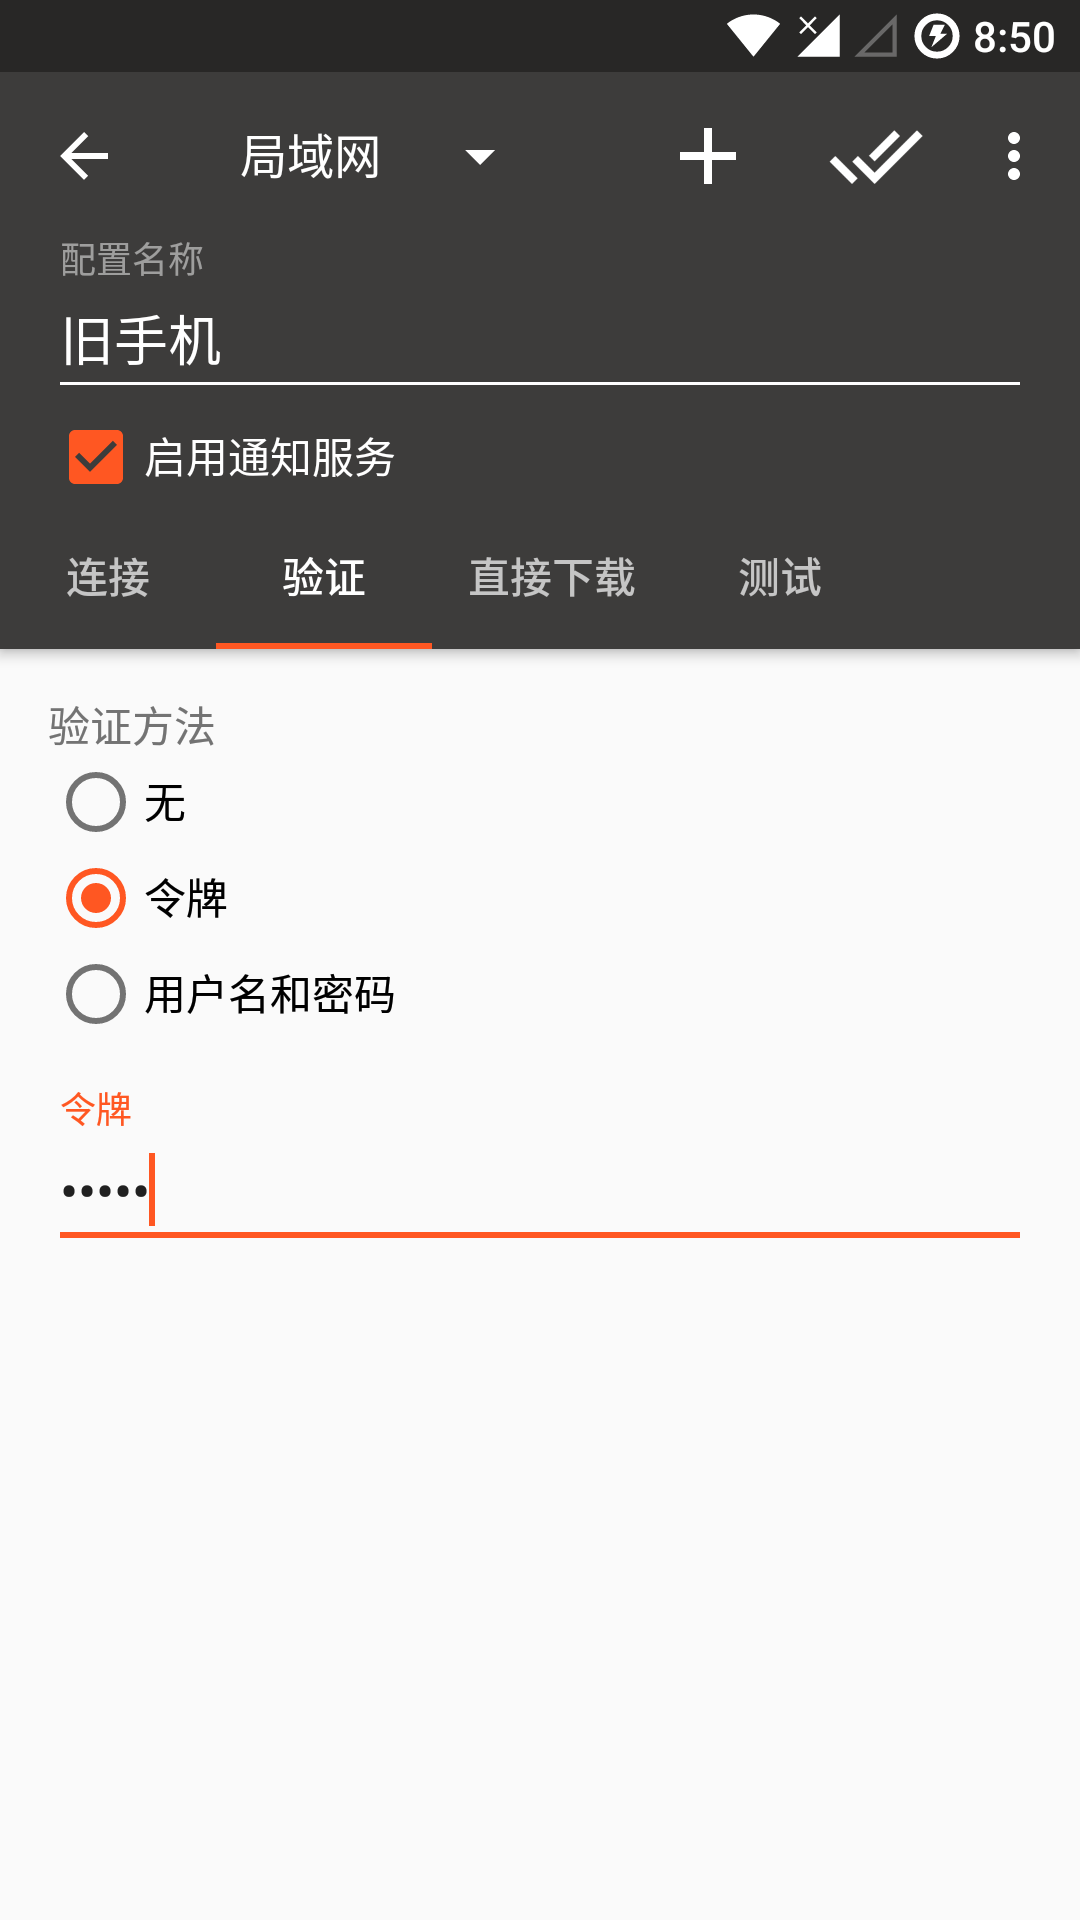 8:50
局域网
配置名称
旧手机
启用通知服务
连接 验证 直接下载 测试
验证方法
无
令牌
用户名和密码
令牌
•••••